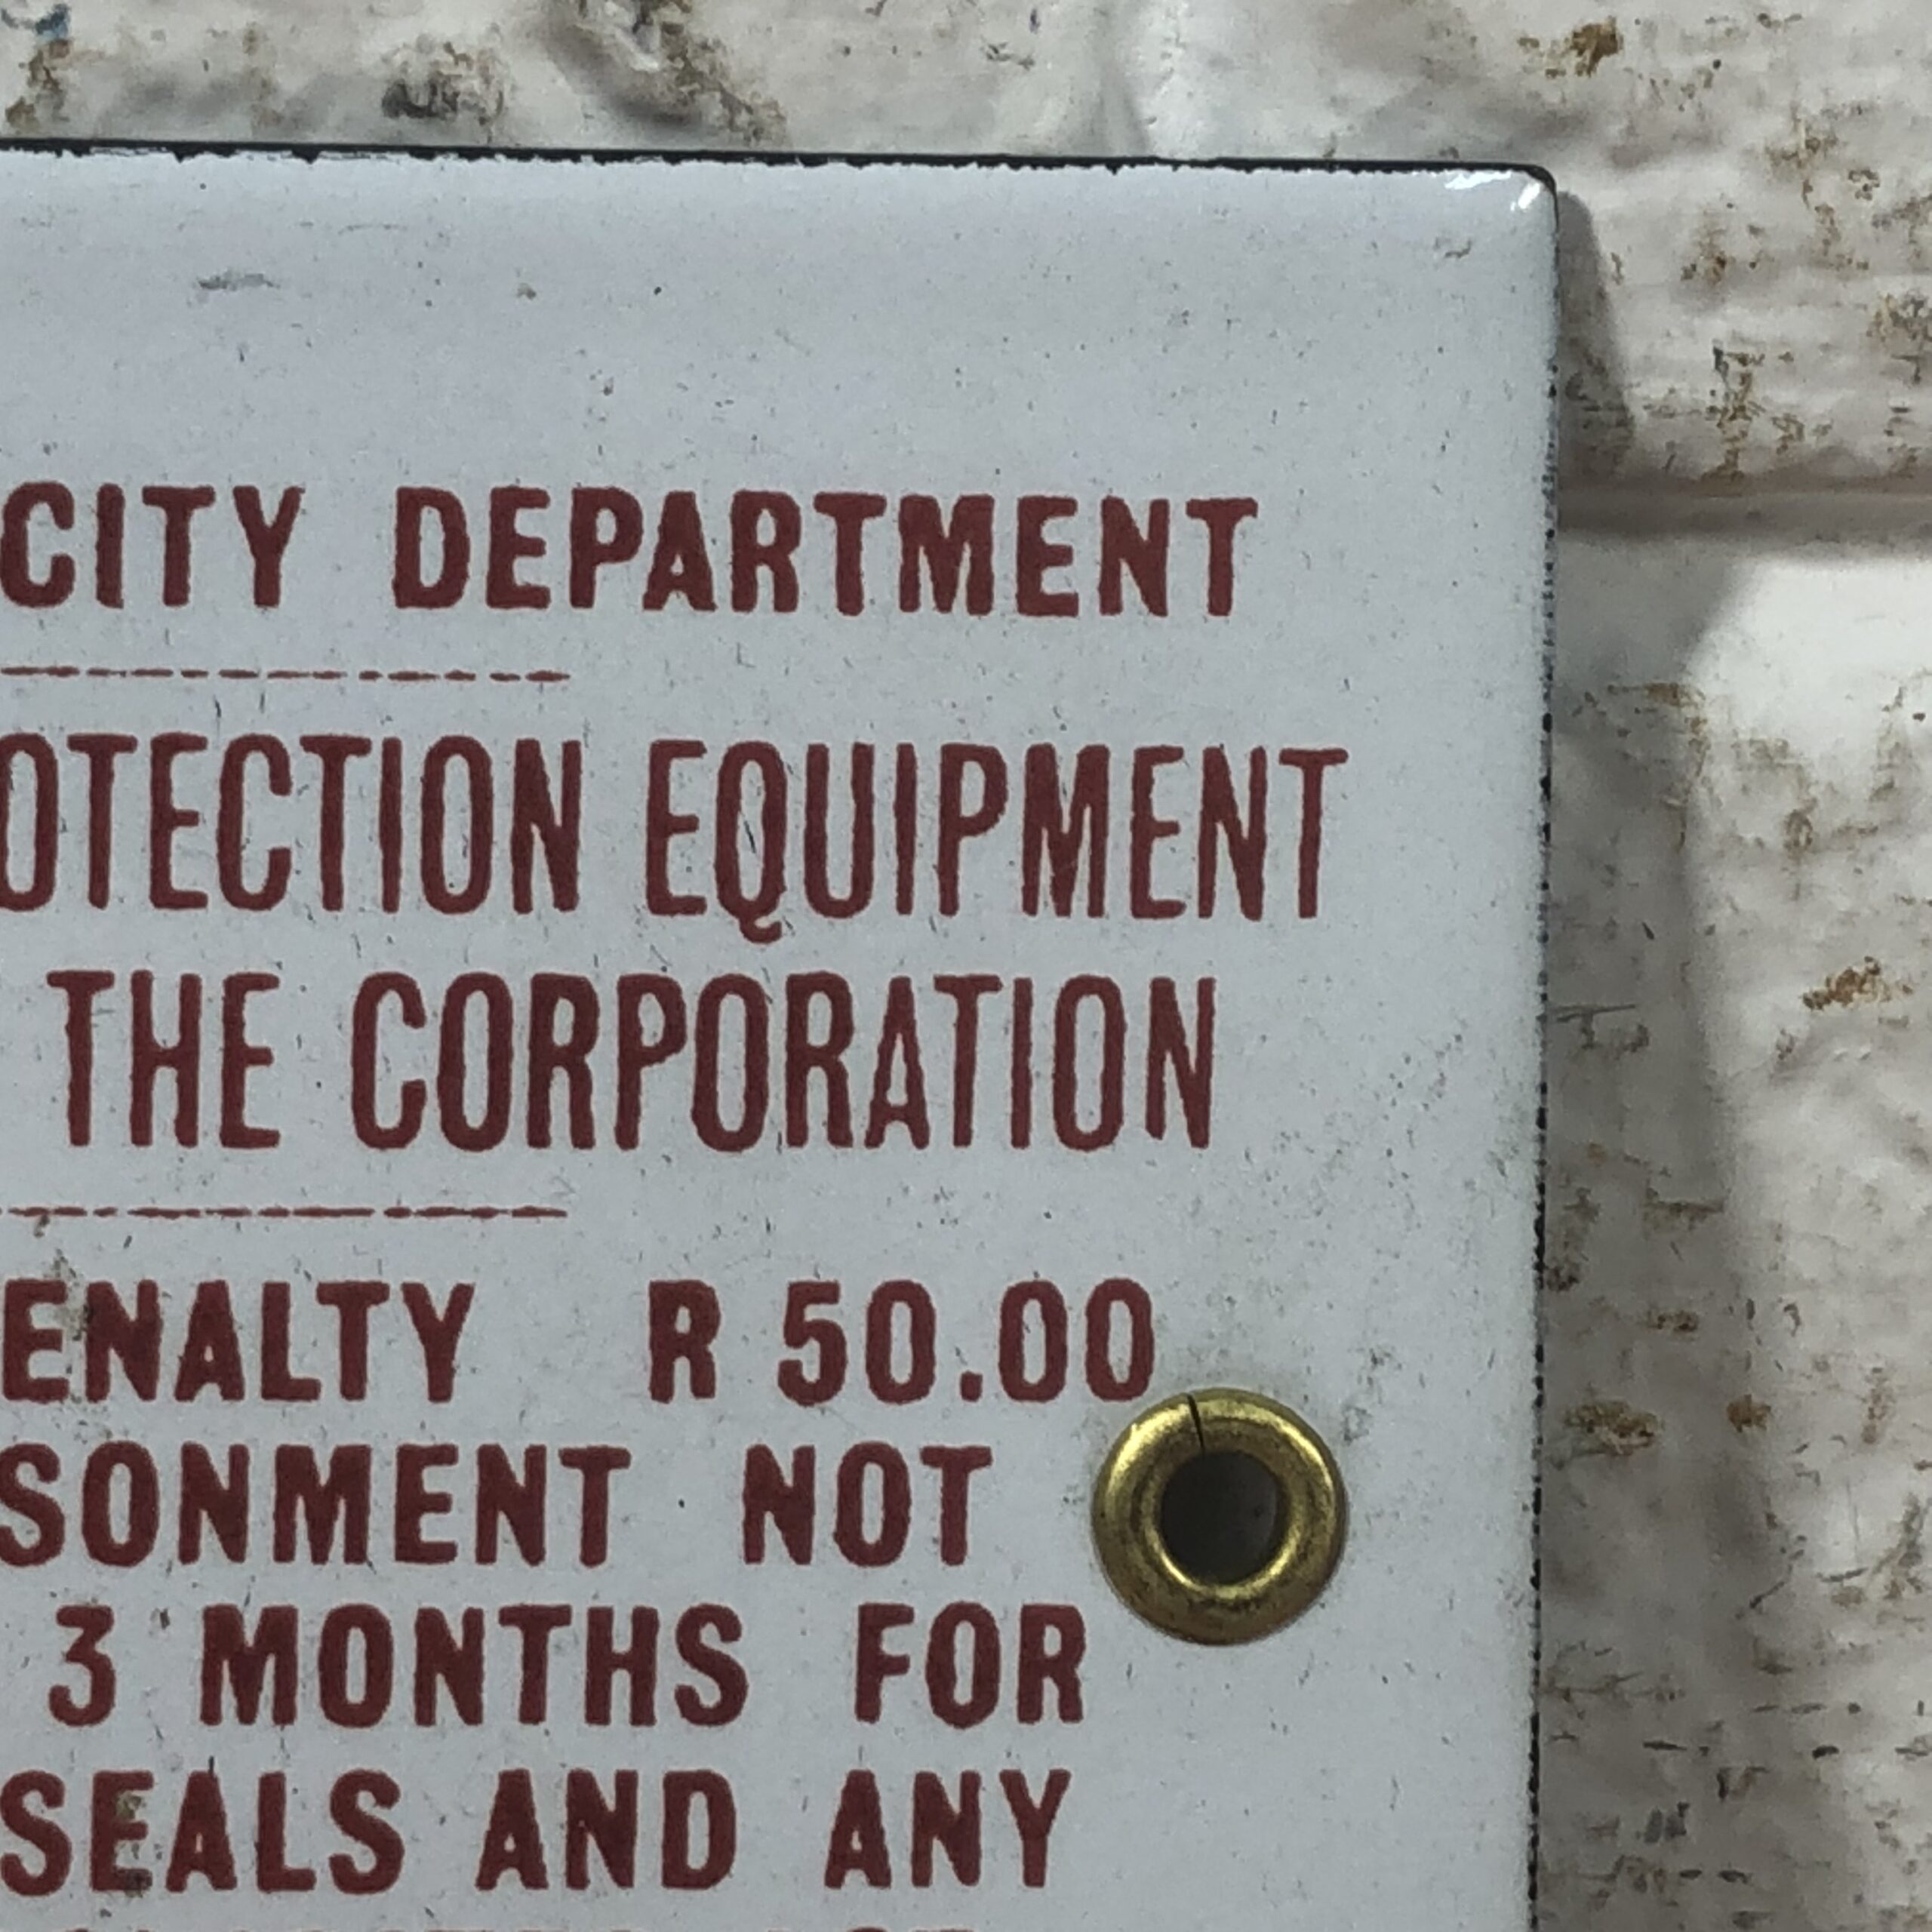 CITY DEPARTMENT
OTECTION EQUIPMENT
THE CORPORATION
ENALTY R 50.00
SONMENT NOT
3 MONTHS FOR
SEALS AND ANY